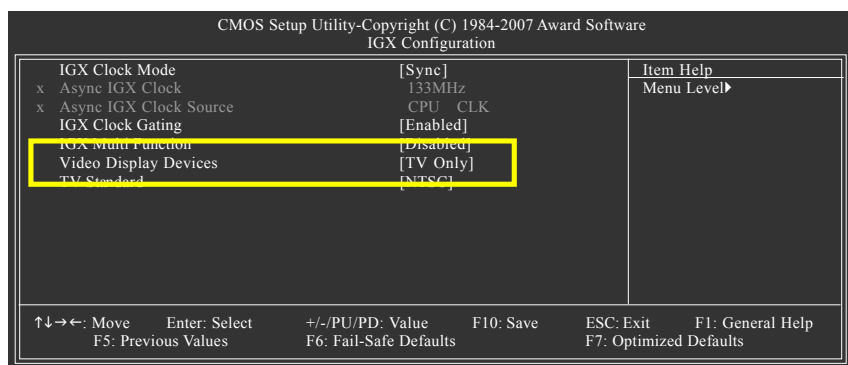 CMOS Setup Utility-Copyright (C) 1984-2007 Award Software
IGX Configuration
IGX Clock Mode [Sync]
x Async IGX Clock 133MHz
x Async IGX Clock Source CPU CLK
IGX Clock Gating [Enabled]
IGX Multi Function [Disabled]
Video Display Devices [TV Only]
TV Standard [NTSC]
Item Help
Menu Level▶
↑↓→←: Move Enter: Select +/-/PU/PD: Value F10: Save ESC: Exit F1: General Help
F5: Previous Values F6: Fail-Safe Defaults F7: Optimized Defaults